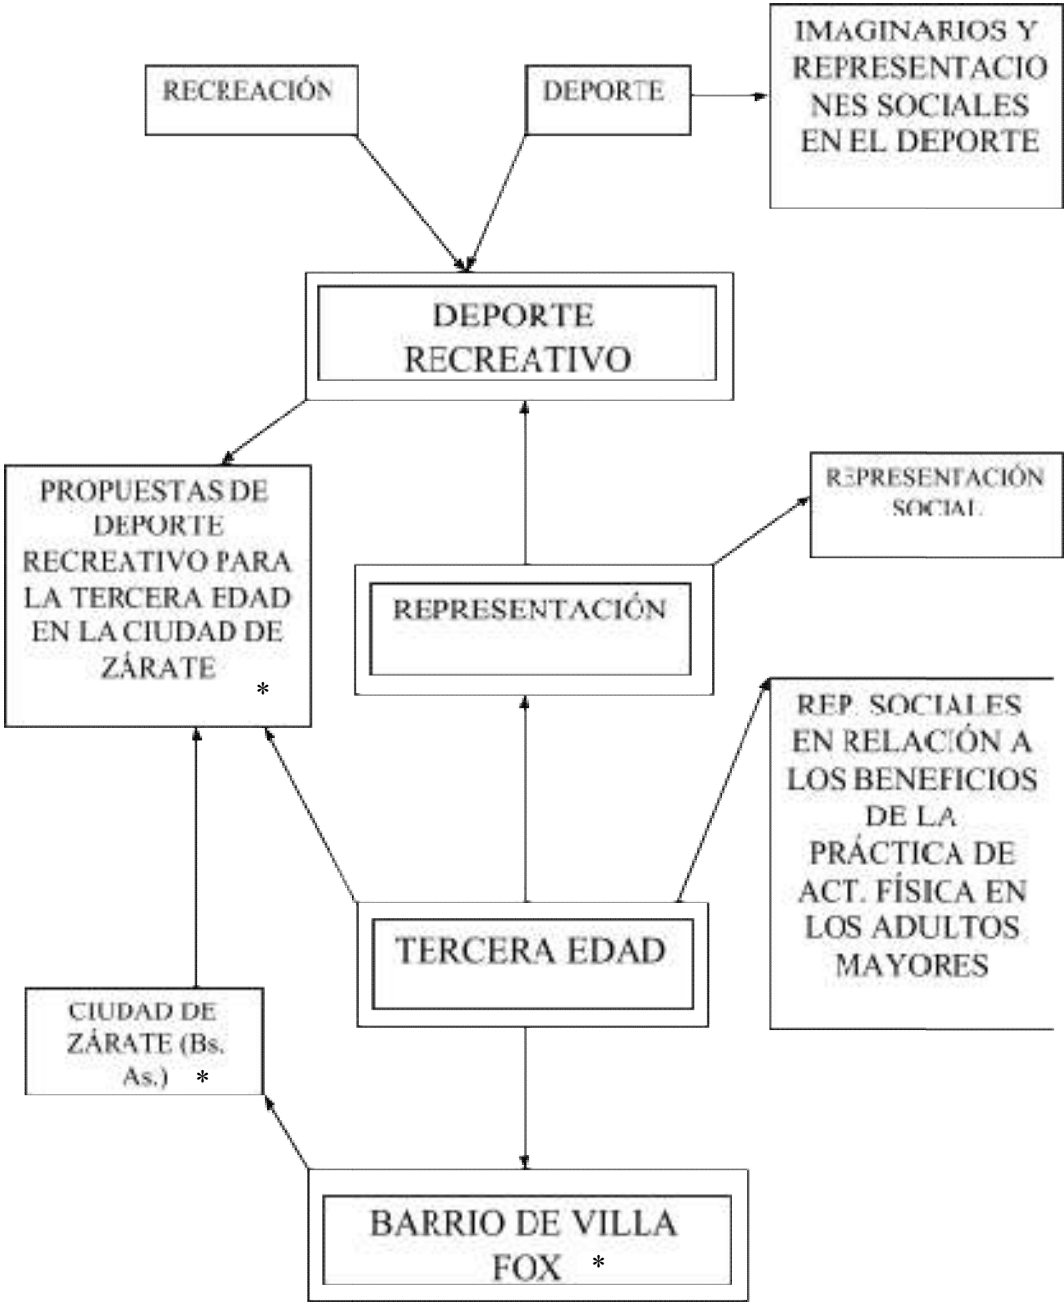 IMAGINARIOS Y
REPRESENTACIO
NES SOCIALES
EN EL DEPORTE
RECREACIÓN
DEPORTE
DEPORTE
RECREATIVO
PROPUESTAS DE
DEPORTE
RECREATIVO PARA
LA TERCERA EDAD
EN LA CIUDAD DE
ZÁRATE
*
REPRESENTACIÓN
SOCIAL
REPRESENTACIÓN
REP. SOCIALES
EN RELACIÓN A
LOS BENEFICIOS
DE LA
PRÁCTICA DE
ACT. FÍSICA EN
LOS ADULTOS
MAYORES
TERCERA EDAD
CIUDAD DE
ZÁRATE (Bs.
As.) *
BARRIO DE VILLA
FOX *